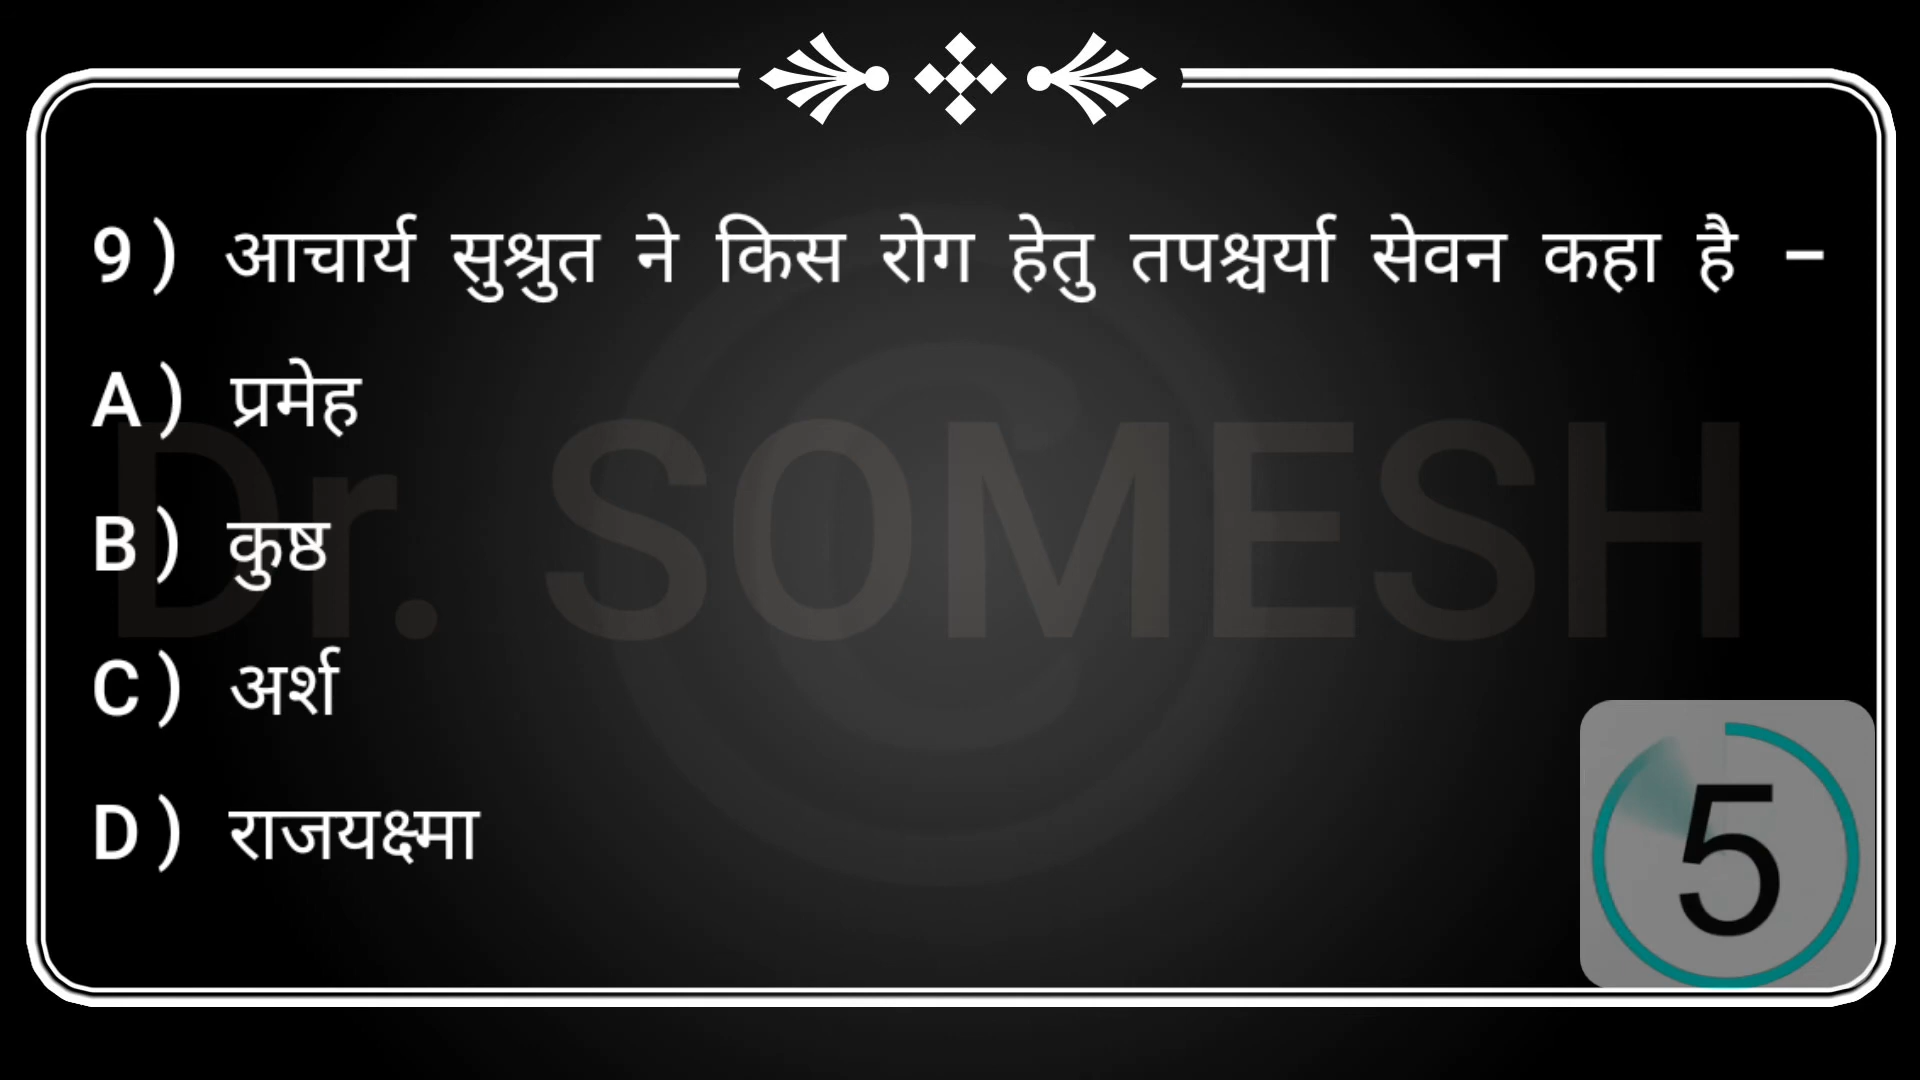 9) आचार्य सुश्रुत ने किस रोग हेतु तपश्चर्या सेवन कहा है –
A) प्रमेह
Dr. SOMESH
B) कुष्ठ
C) अर्श
D) राजयक्ष्मा
5